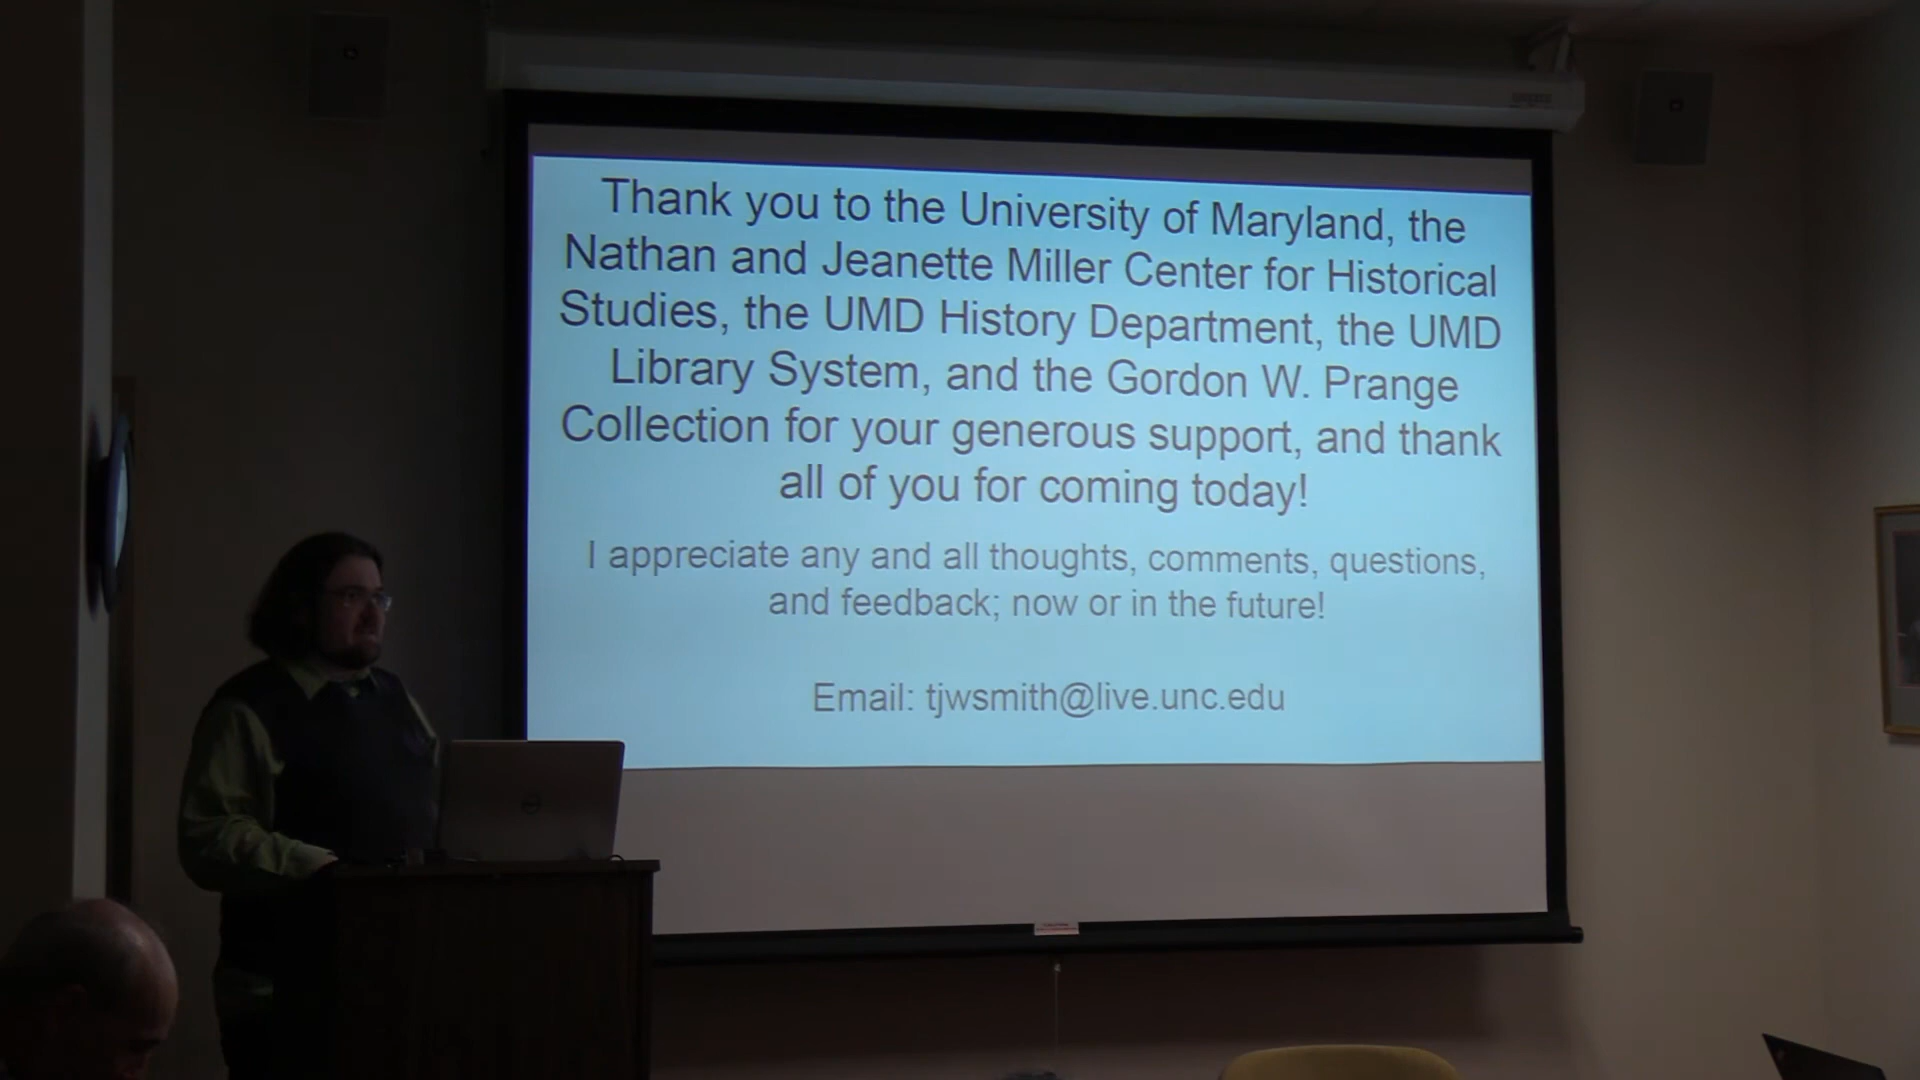 Thank you to the University of Maryland, the
Nathan and Jeanette Miller Center for Historical
Studies, the UMD History Department, the UMD
Library System, and the Gordon W. Prange
Collection for your generous support, and thank
all of you for coming today!
I appreciate any and all thoughts, comments, questions,
and feedback; now or in the future!
Email: tjwsmith@live.unc.edu